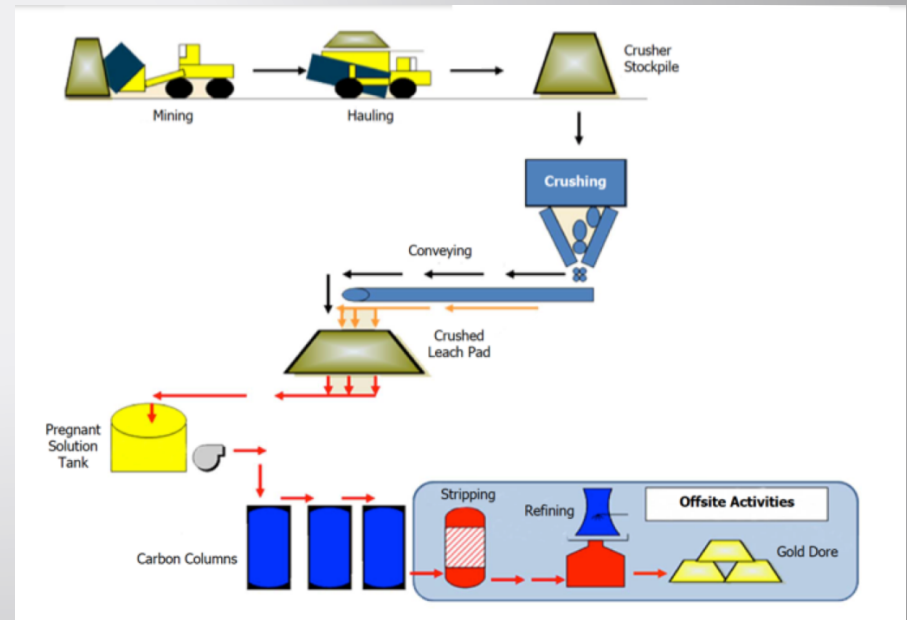 Crusher
Stockpile
Mining
Hauling
Crushing
Conveying
Crushed
Leach Pad
Pregnant
Solution
Tank
Stripping
Refining
Offsite Activities
Gold Dore
Carbon Columns